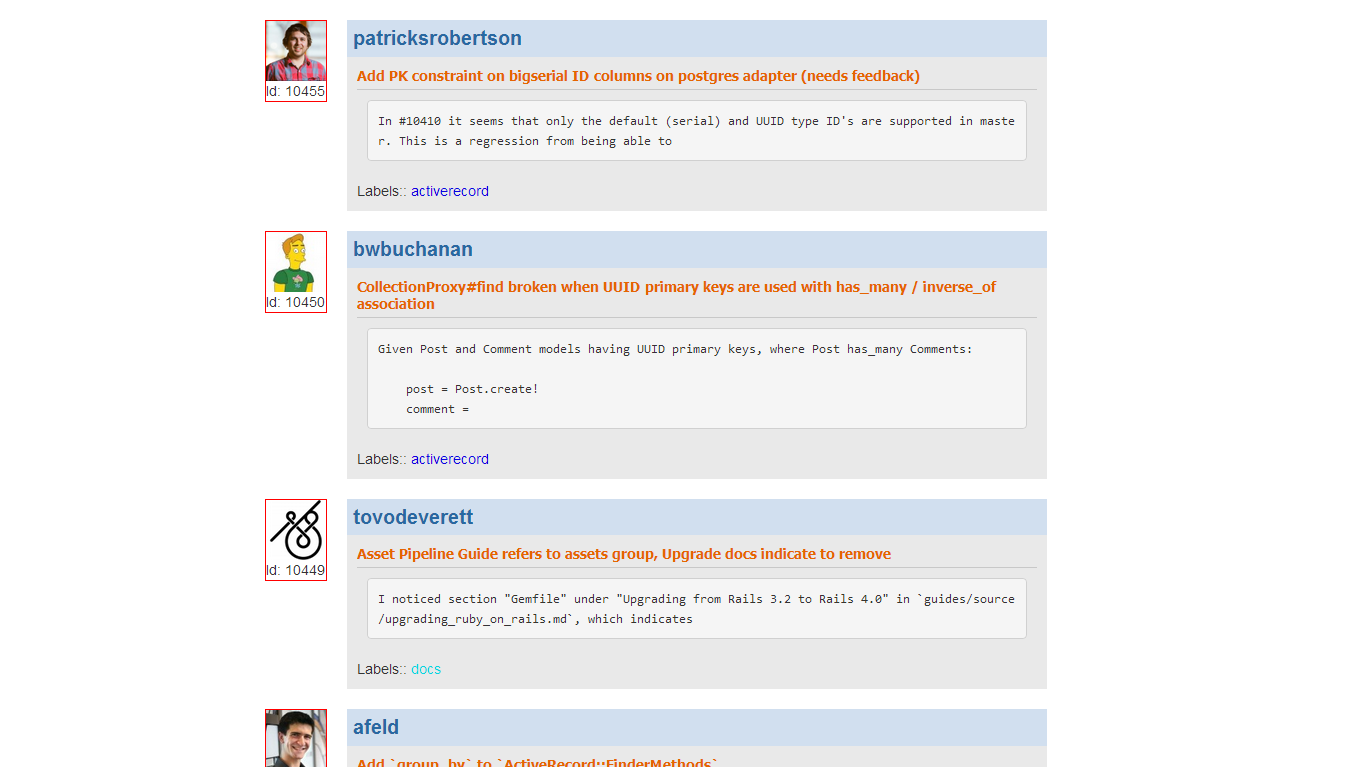 patricksrobertson
Add PK constraint on bigserial ID columns on postgres adapter (needs feedback)
Id: 10455
In #10410 it seems that only the default (serial) and UUID type ID's are supported in maste
r. This is a regression from being able to
Labels:: activerecord
bwbuchanan
CollectionProxy#find broken when UUID primary keys are used with has_many / inverse_of
association
Id: 10450
Given Post and Comment models having UUID primary keys, where Post has_many Comments:
post = Post.create!
comment =
Labels:: activerecord
tovodeverett
Asset Pipeline Guide refers to assets group, Upgrade docs indicate to remove
Id: 10449
I noticed section "Gemfile" under "Upgrading from Rails 3.2 to Rails 4.0" in `guides/source
/upgrading_ruby_on_rails.md`, which indicates
Labels:: docs
afeld
Add `group_by` to `ActiveRecord::FinderMethods`